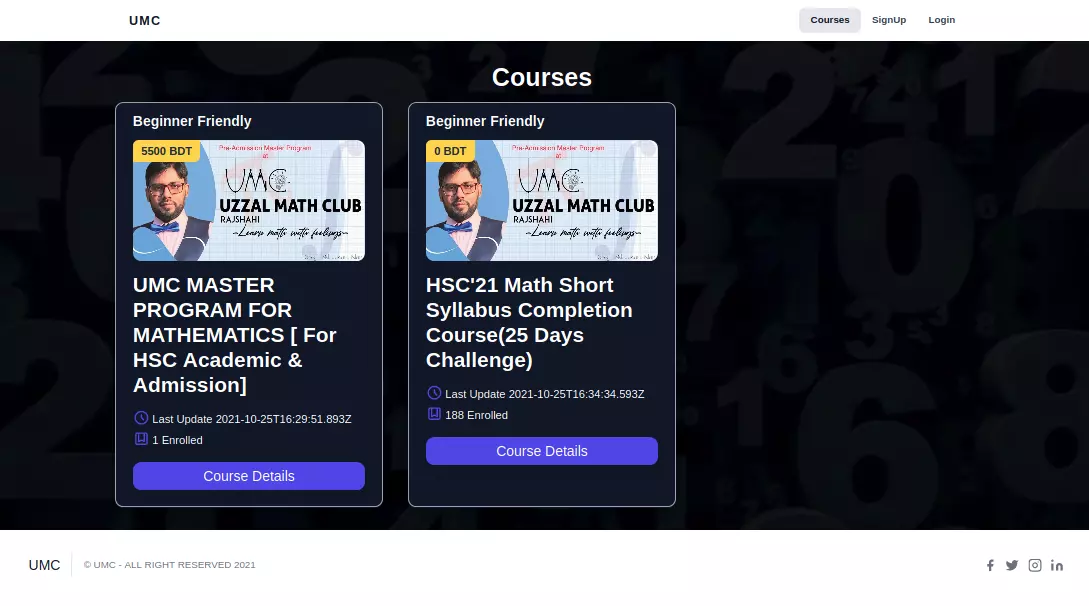 UMC
Courses
SignUp
Login
Courses
Beginner Friendly
5500 BDT
Pre-Admission Master Program
at
UMC
UZZAL MATH CLUB
RAJSHAHI
~Learn math with feelings~
UMC MASTER
PROGRAM FOR
MATHEMATICS [ For
HSC Academic &
Admission]
Last Update 2021-10-25T16:29:51.893Z
1 Enrolled
Course Details
Beginner Friendly
0 BDT
Pre-Admission Master Program
at
UMC
UZZAL MATH CLUB
RAJSHAHI
~Learn math with feelings~
HSC'21 Math Short
Syllabus Completion
Course(25 Days
Challenge)
Last Update 2021-10-25T16:34:34.593Z
188 Enrolled
Course Details
UMC
© UMC - ALL RIGHT RESERVED 2021